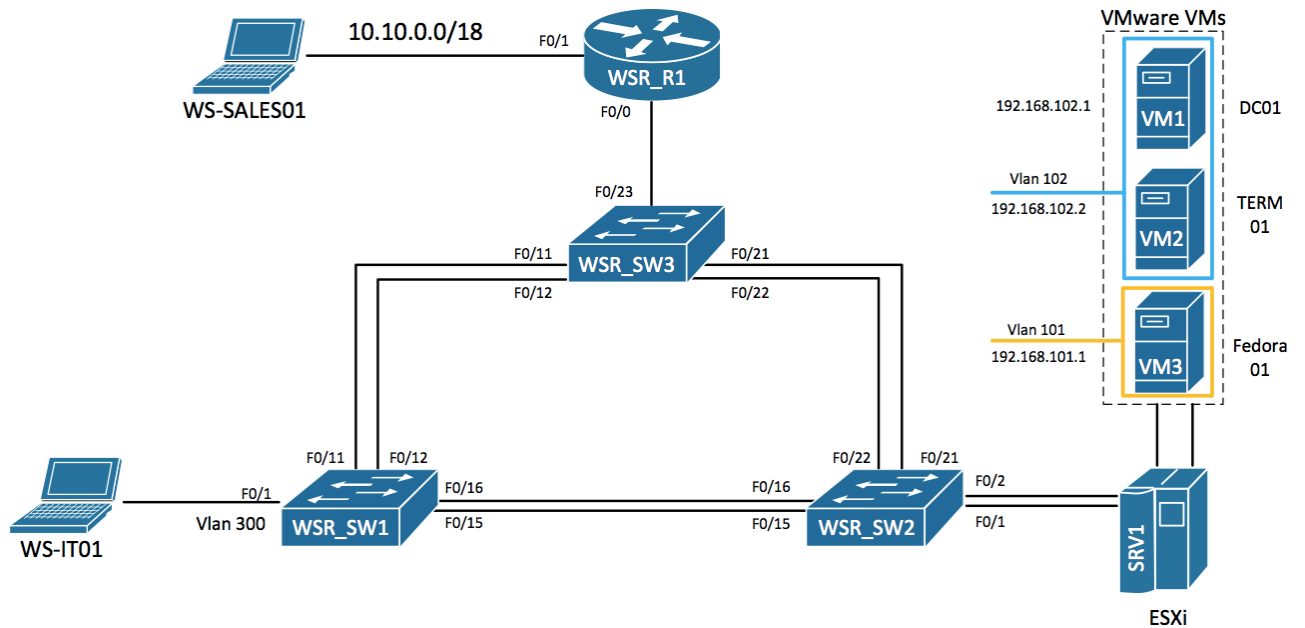 VMware VMs
10.10.0.0/18
F0/1
WSR_R1
WS-SALES01
F0/0
192.168.102.1
VM1
DC01
Vlan 102
192.168.102.2
VM2
TERM
01
F0/23
F0/11
WSR_SW3
F0/21
F0/12
F0/22
Vlan 101
192.168.101.1
VM3
Fedora
01
F0/11
F0/12
F0/22
F0/21
F0/1
F0/16
F0/16
F0/2
Vlan 300
WSR_SW1
F0/15
F0/15
WSR_SW2
F0/1
WS-IT01
SRV1
ESXi